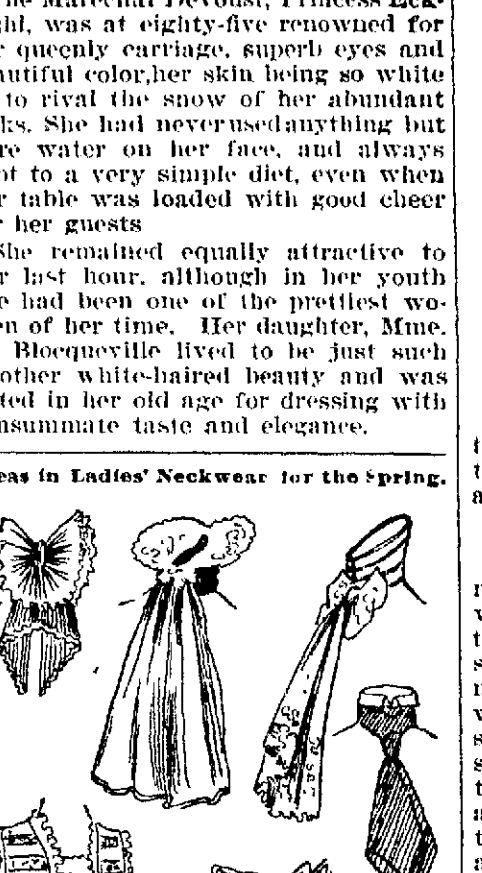 Marechal Devoust, Princess Eck-
ghl, was at eighty-five renowned for
r queenly carriage, superb eyes and
autiful color,her skin being so white
to rival the snow of her abundant
ks. She had never used anything but
re water on her face, and always
pt to a very simple diet, even when
r table was loaded with good cheer
r her guests
She remained equally attractive to
r last hour. although in her youth
e had been one of the prettiest wo-
en of her time. Her daughter, Mme.
Blocqueville lived to be just such
other white-haired beauty and was
ted in her old age for dressing with
nsummate taste and elegance.
eas in Ladies' Neckwear for the Spring.